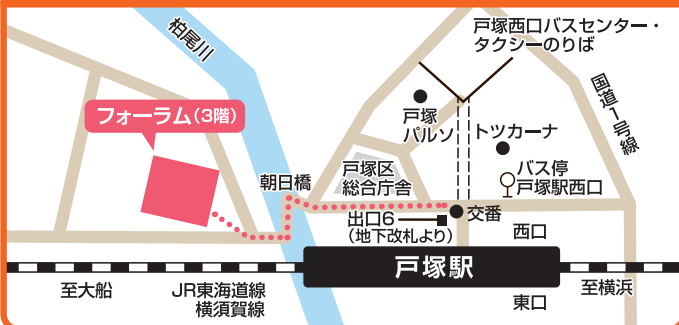 柏尾川
戸塚西口バスセンター・
タクシーのりば
国道1号線
フォーラム(3階)
戸塚
パルソ
トツカーナ
戸塚区
総合庁舎
バス停
戸塚駅西口
朝日橋
出口6
(地下改札より)
交番
西口
戸塚駅
至大船
JR東海道線
横須賀線
至横浜
東口